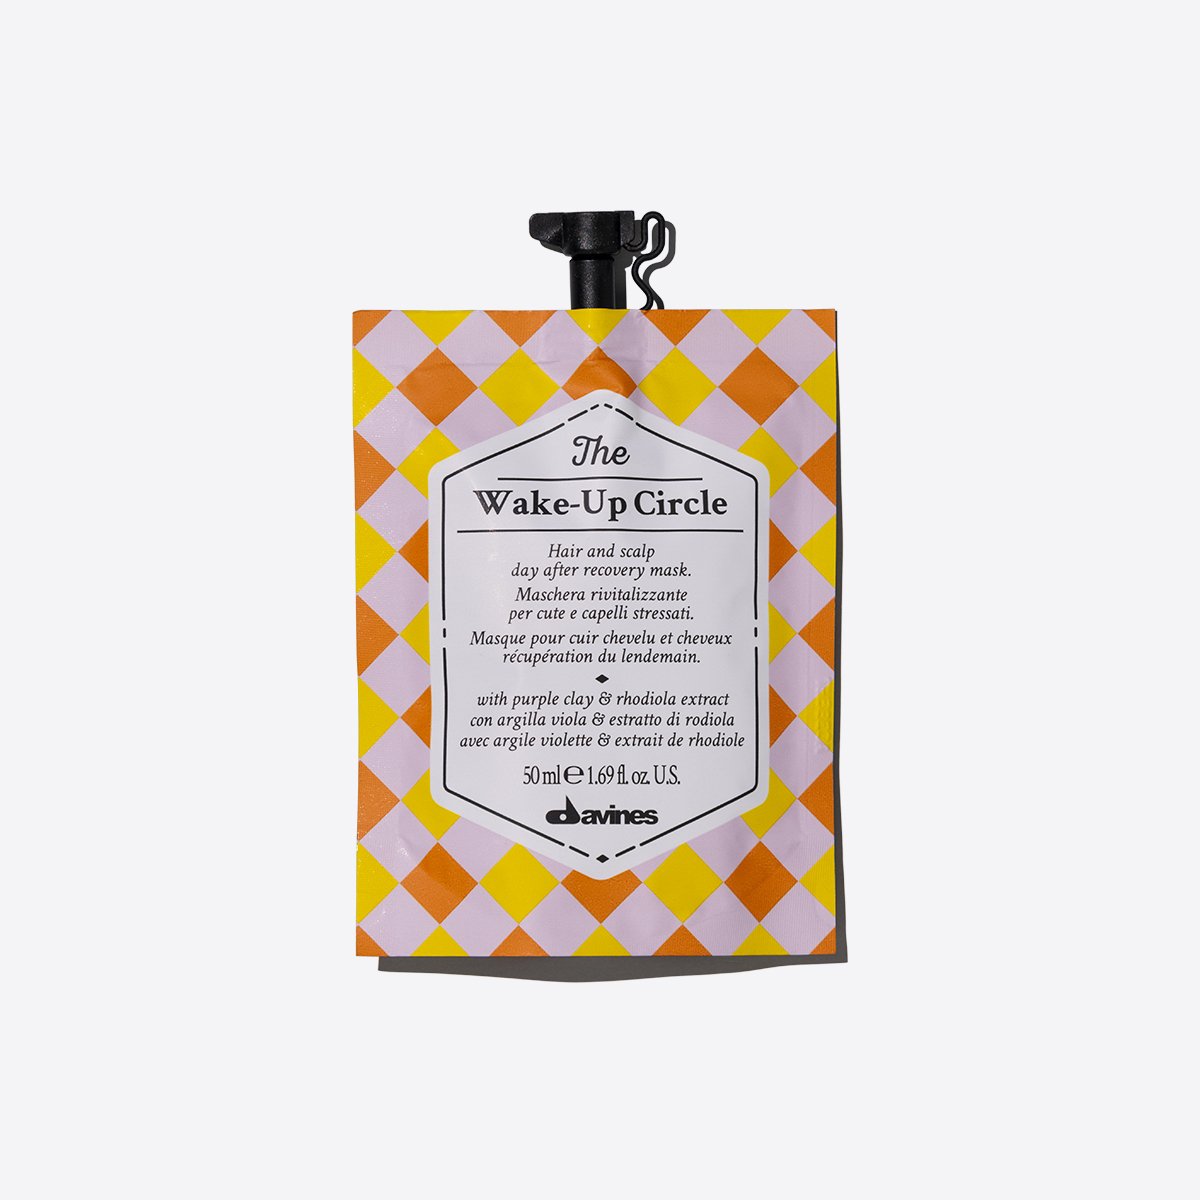 The
Wake-Up Circle
Hair and scalp
day after recovery mask.
Maschera rivitalizzante
per cute e capelli stressati.
Masque pour cuir chevelu et cheveux
récupération du lendemain.
with purple clay & rhodiola extract
con argilla viola & estratto di rodiola
avec argile violette & extrait de rhodiole
50 ml ℮ 1.69 fl. oz. U.S.
davines